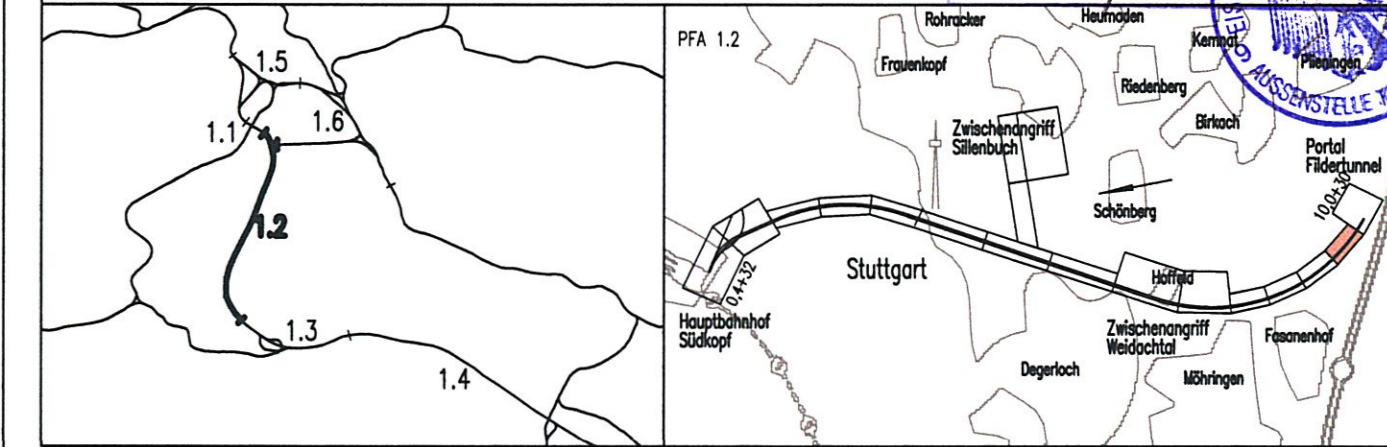 1.5
1.1
1.6
1.2
1.3
1.4
PFA 1.2
Rohracker
Heumaden
Kemnat
Plieningen
Frauenkopf
Riedenberg
Birkach
AUSSENSTELLE
Zwischenangriff
Sillenbuch
Portal
Fildertunnel
10,0+30
Schönberg
Stuttgart
Hoffeld
0,4+32
Hauptbahnhof
Südkopf
Zwischenangriff
Weidachtal
Fasanenhof
Degerloch
Möhringen